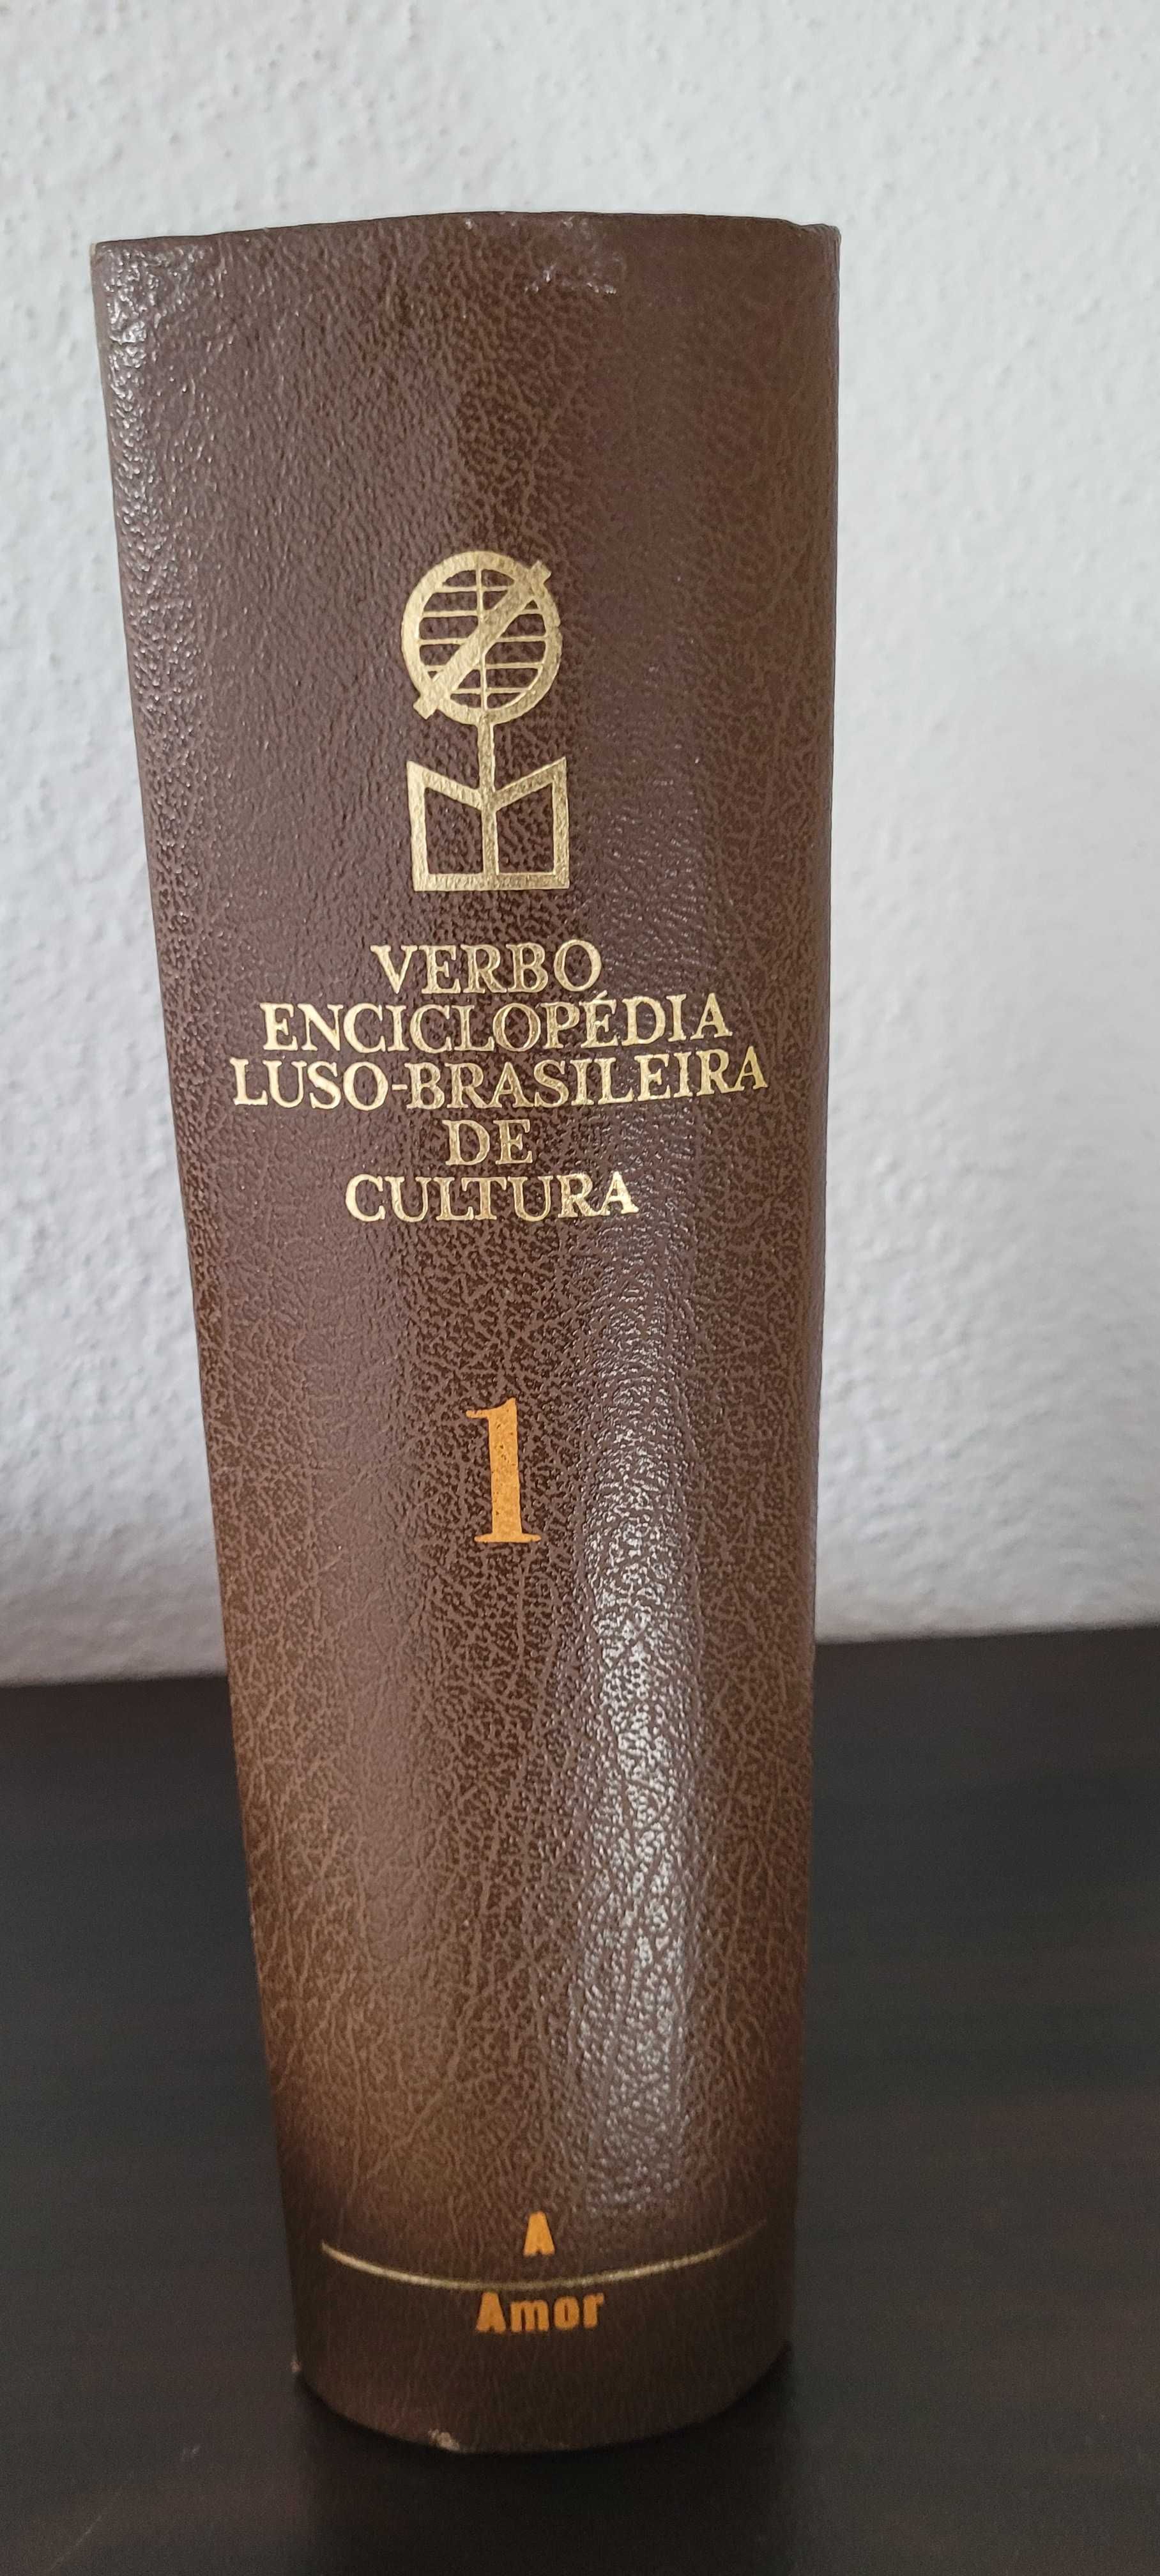 VERBO
ENCICLOPÉDIA
LUSO-BRASILEIRA
DE
CULTURA
1
A
Amor